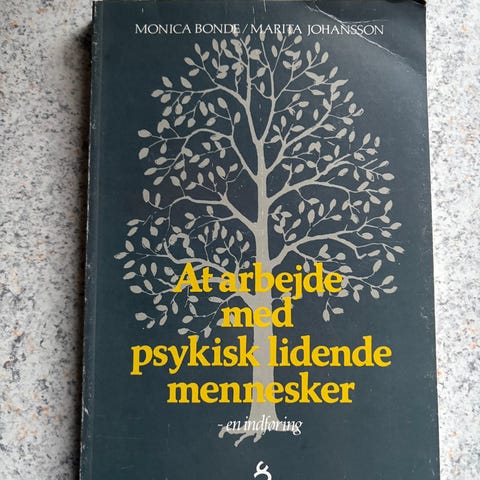 MONICA BONDE / MARITA JOHANSSON
At arbejde
med
psykisk lidende
mennesker
- en indføring